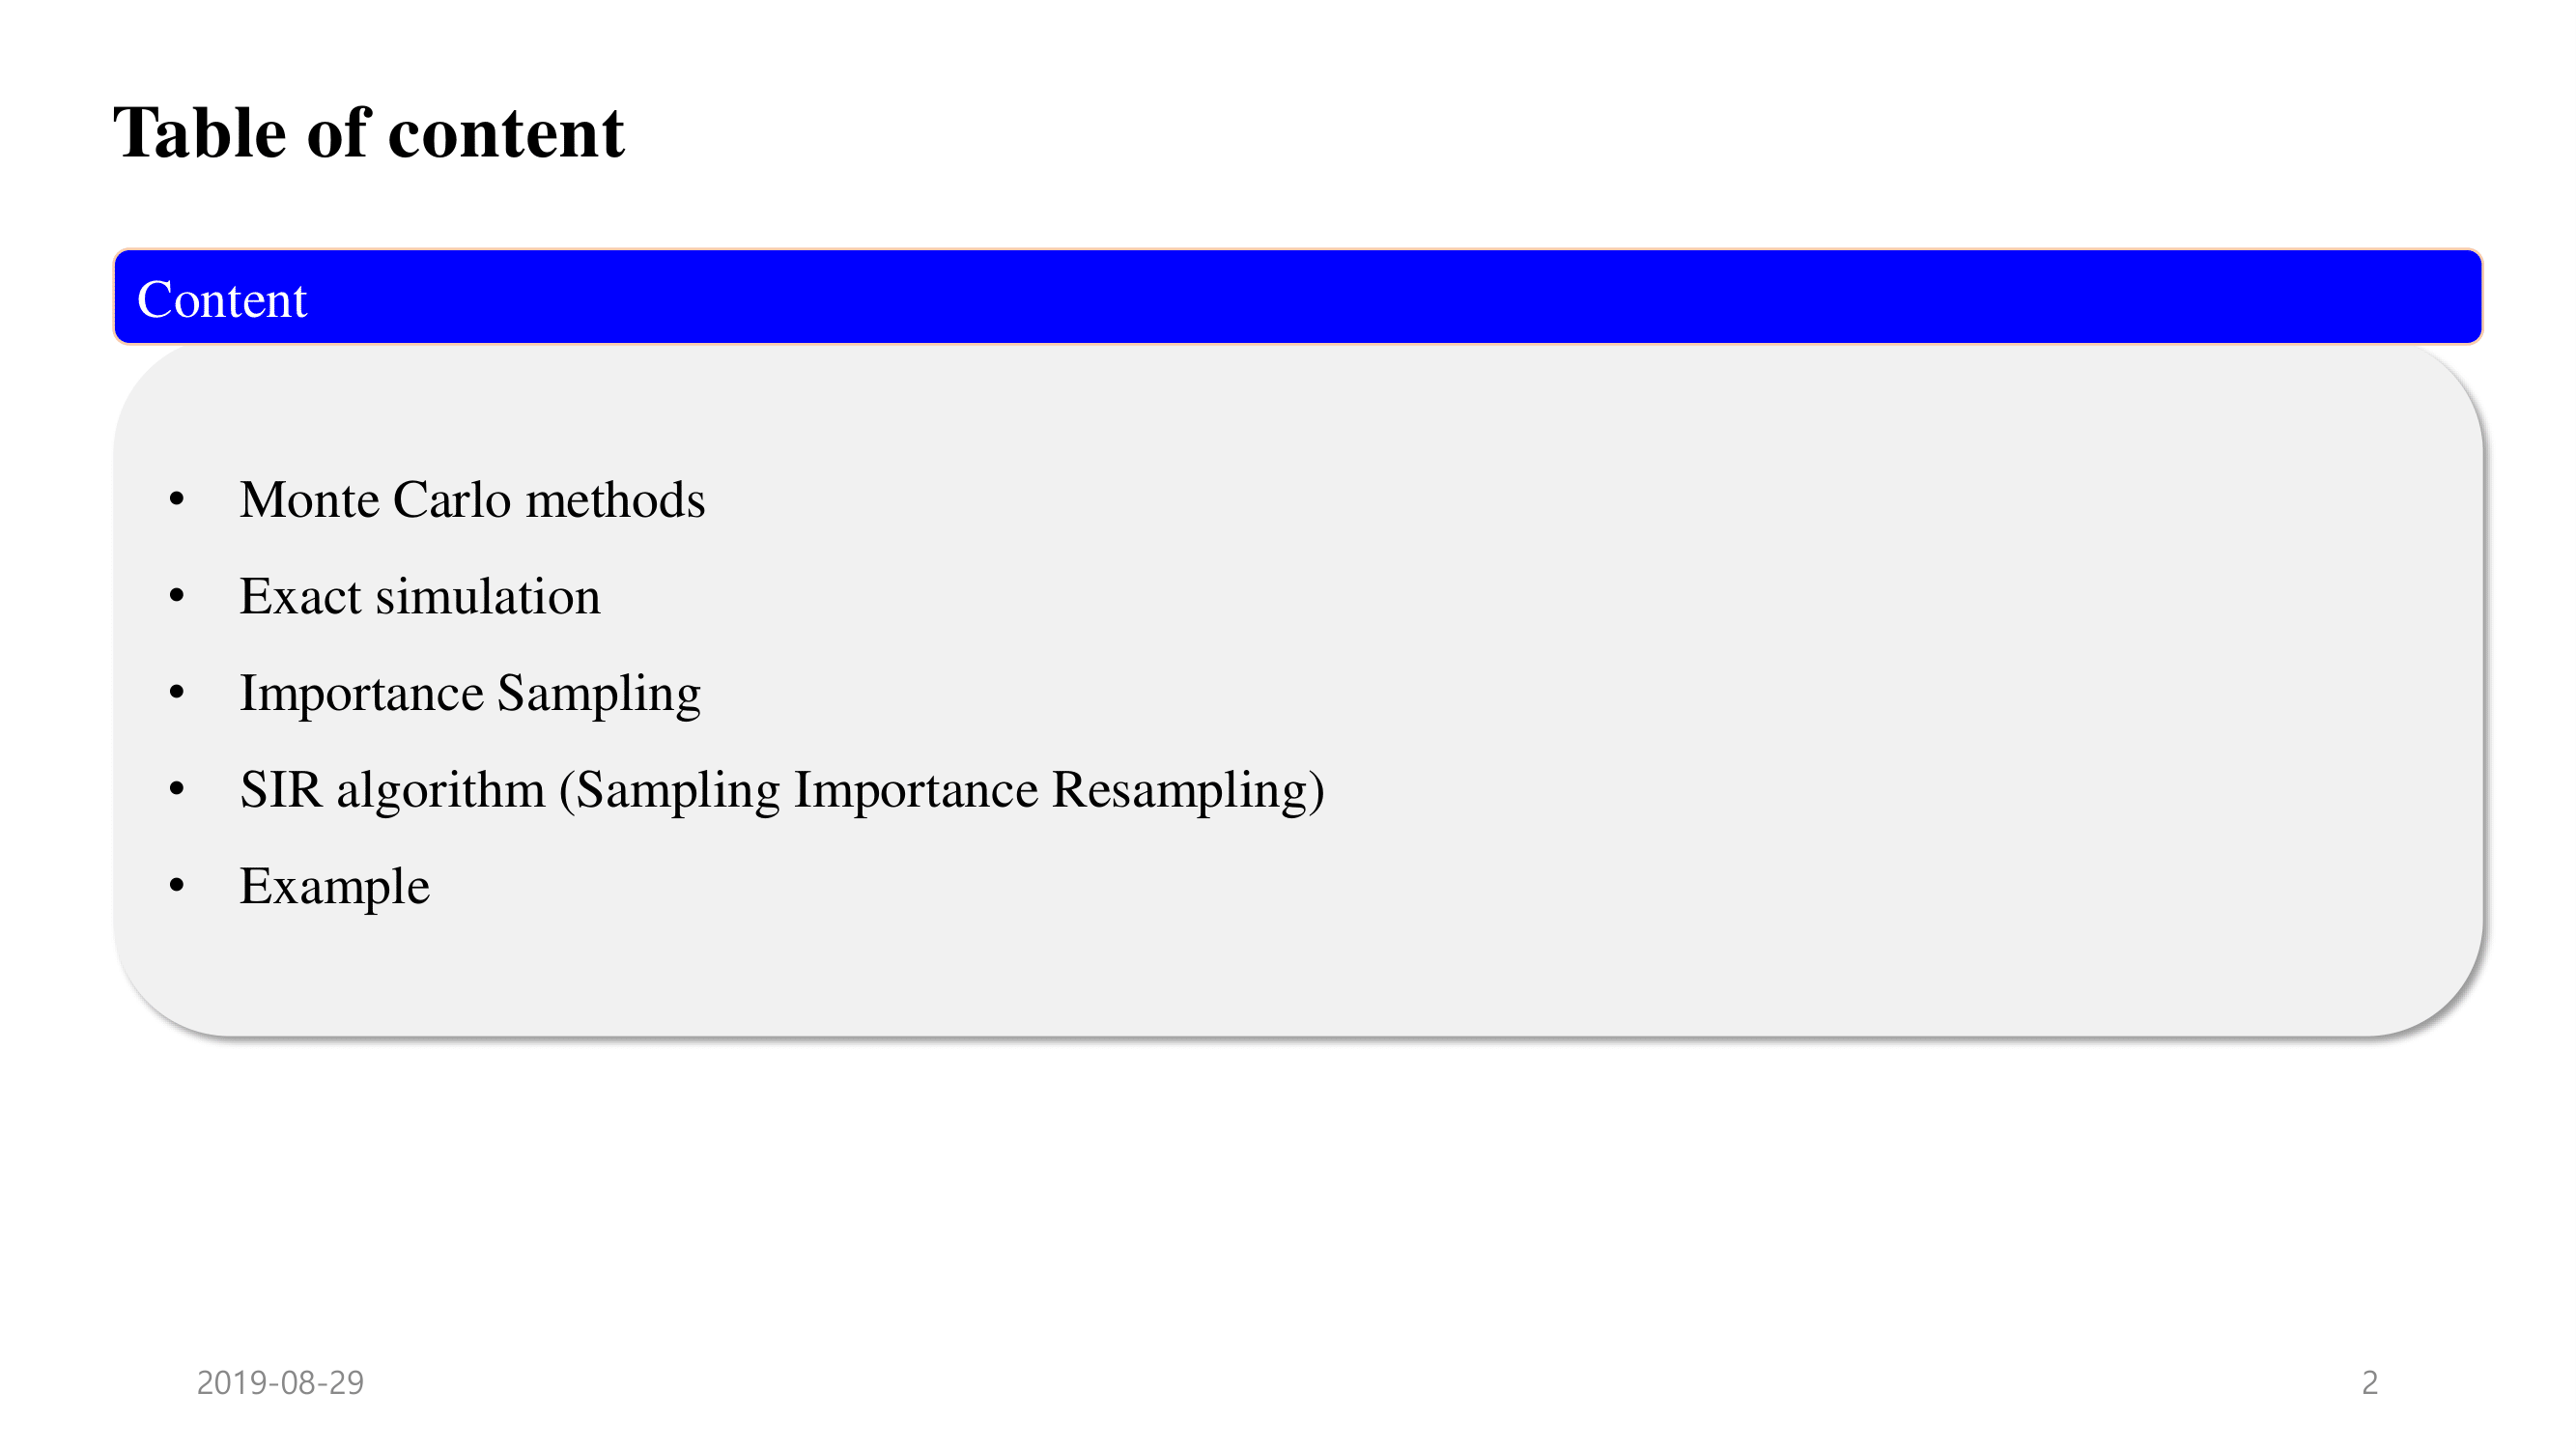 Table of content
Content
• Monte Carlo methods
• Exact simulation
• Importance Sampling
• SIR algorithm (Sampling Importance Resampling)
• Example
2019-08-29
2